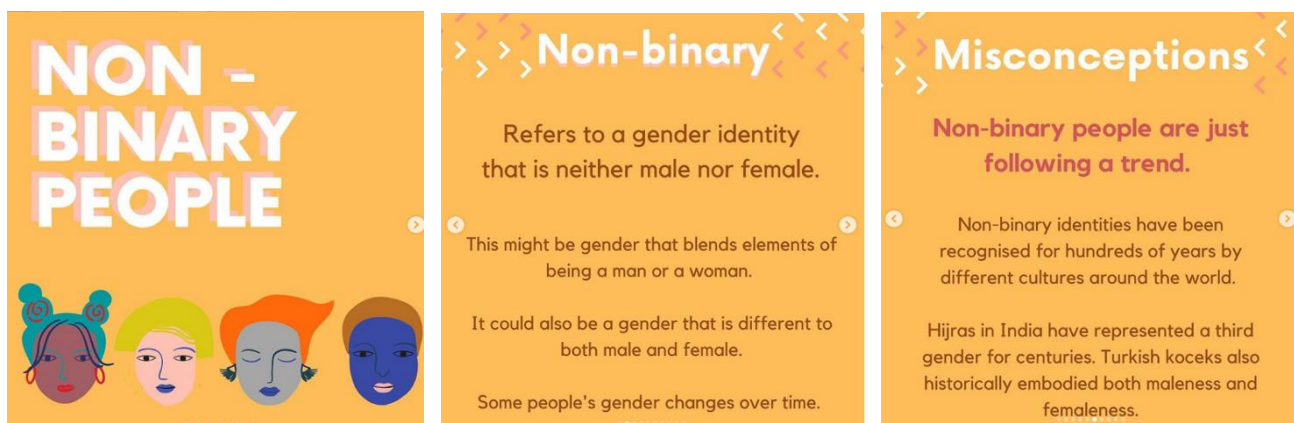 NON -
BINARY
PEOPLE
Non-binary
Refers to a gender identity
that is neither male nor female.
This might be gender that blends elements of
being a man or a woman.
It could also be a gender that is different to
both male and female.
Some people's gender changes over time.
Misconceptions
Non-binary people are just
following a trend.
Non-binary identities have been
recognised for hundreds of years by
different cultures around the world.
Hijras in India have represented a third
gender for centuries. Turkish koceks also
historically embodied both maleness and
femaleness.